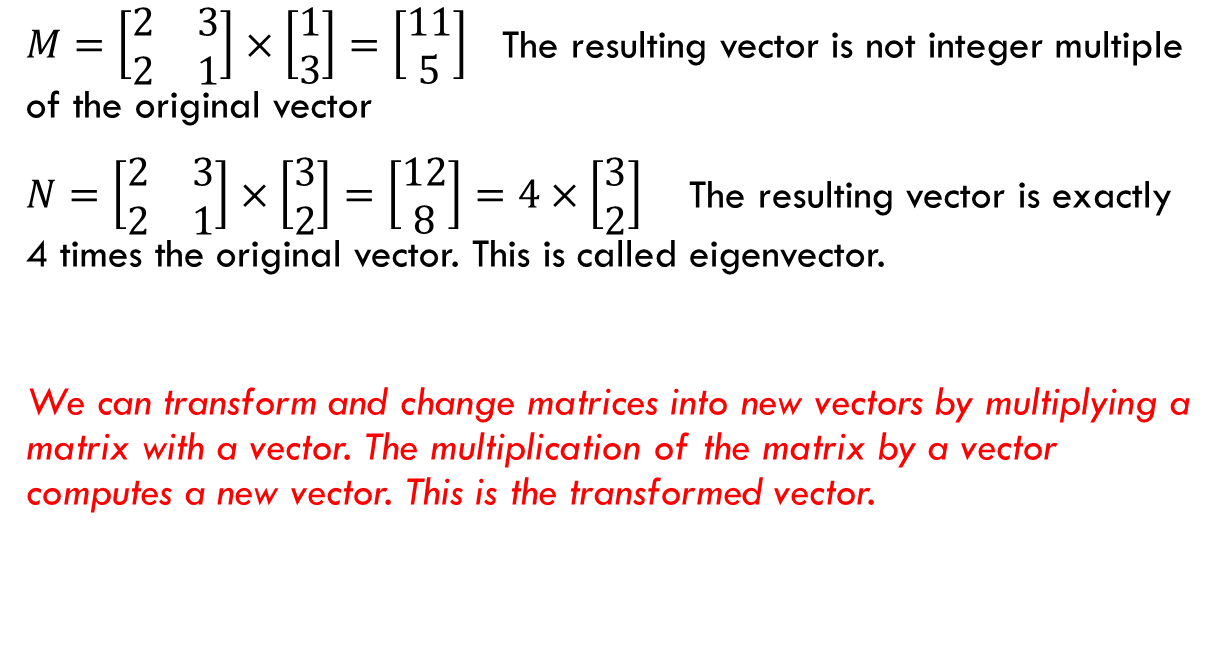 M = [2 3; 2 1] × [1; 3] = [11; 5] The resulting vector is not integer multiple
of the original vector
N = [2 3; 2 1] × [3; 2] = [12; 8] = 4 × [3; 2] The resulting vector is exactly
4 times the original vector. This is called eigenvector.
We can transform and change matrices into new vectors by multiplying a
matrix with a vector. The multiplication of the matrix by a vector
computes a new vector. This is the transformed vector.